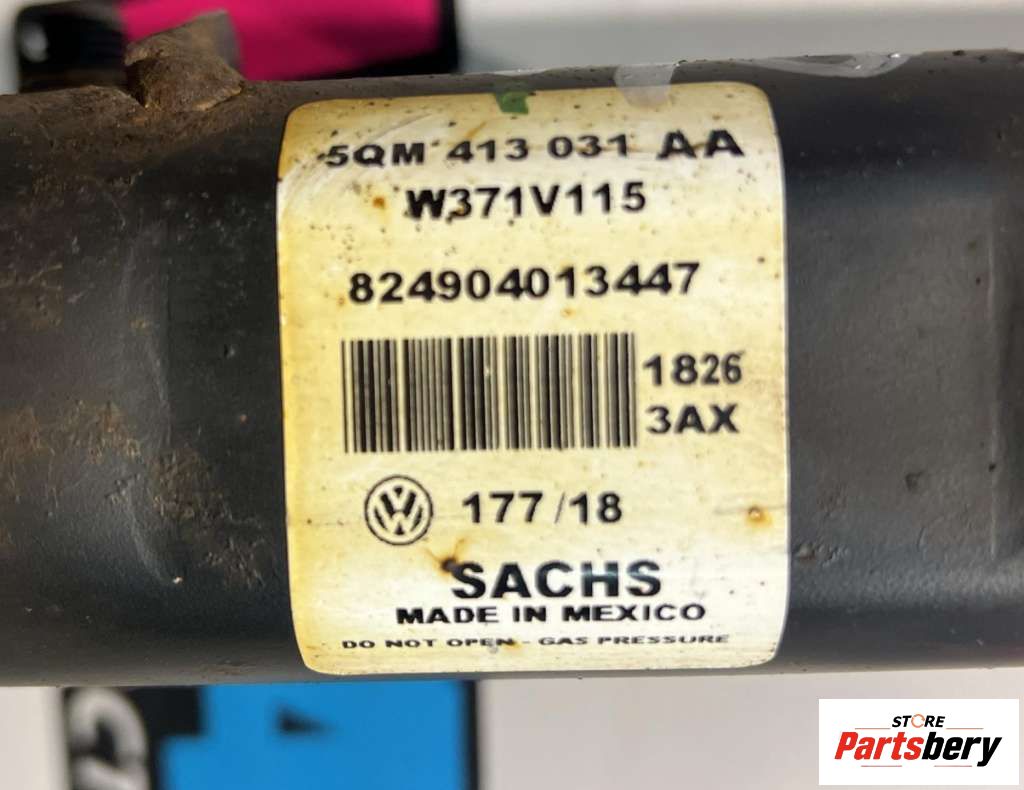 5QM 413 031 AA
W371V115
824904013447
1826
3AX
VW 177/18
SACHS
MADE IN MEXICO
DO NOT OPEN - GAS PRESSURE
STORE
Partsbery